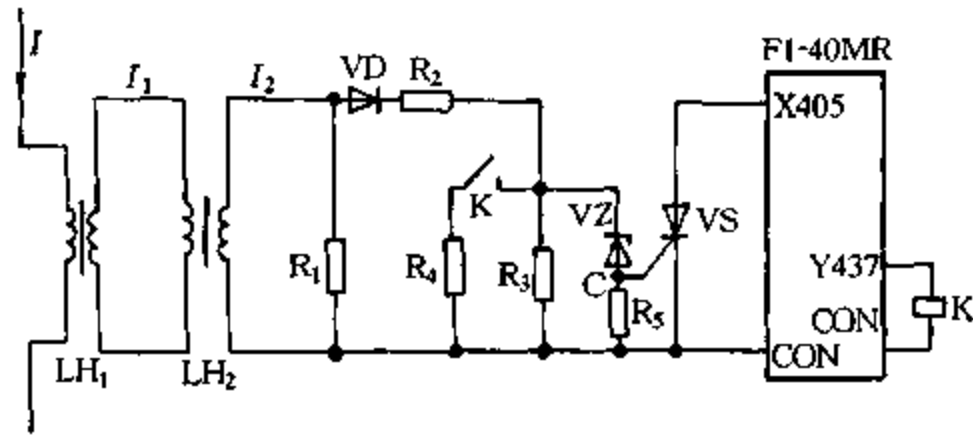 I
I₁
I₂
VD
R₂
F1-40MR
X405
K
VZ
VS
R₁
R₄
R₃
C
R₅
Y437
CON
K
CON
LH₁
LH₂